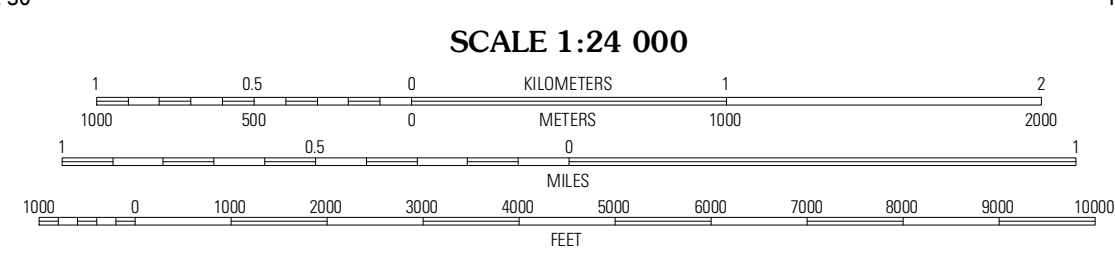 SCALE 1:24 000
1 0.5 0 KILOMETERS 1 2
1000 500 0 METERS 1000 2000
1 0.5 0 1
MILES
1000 0 1000 2000 3000 4000 5000 6000 7000 8000 9000 10000
FEET